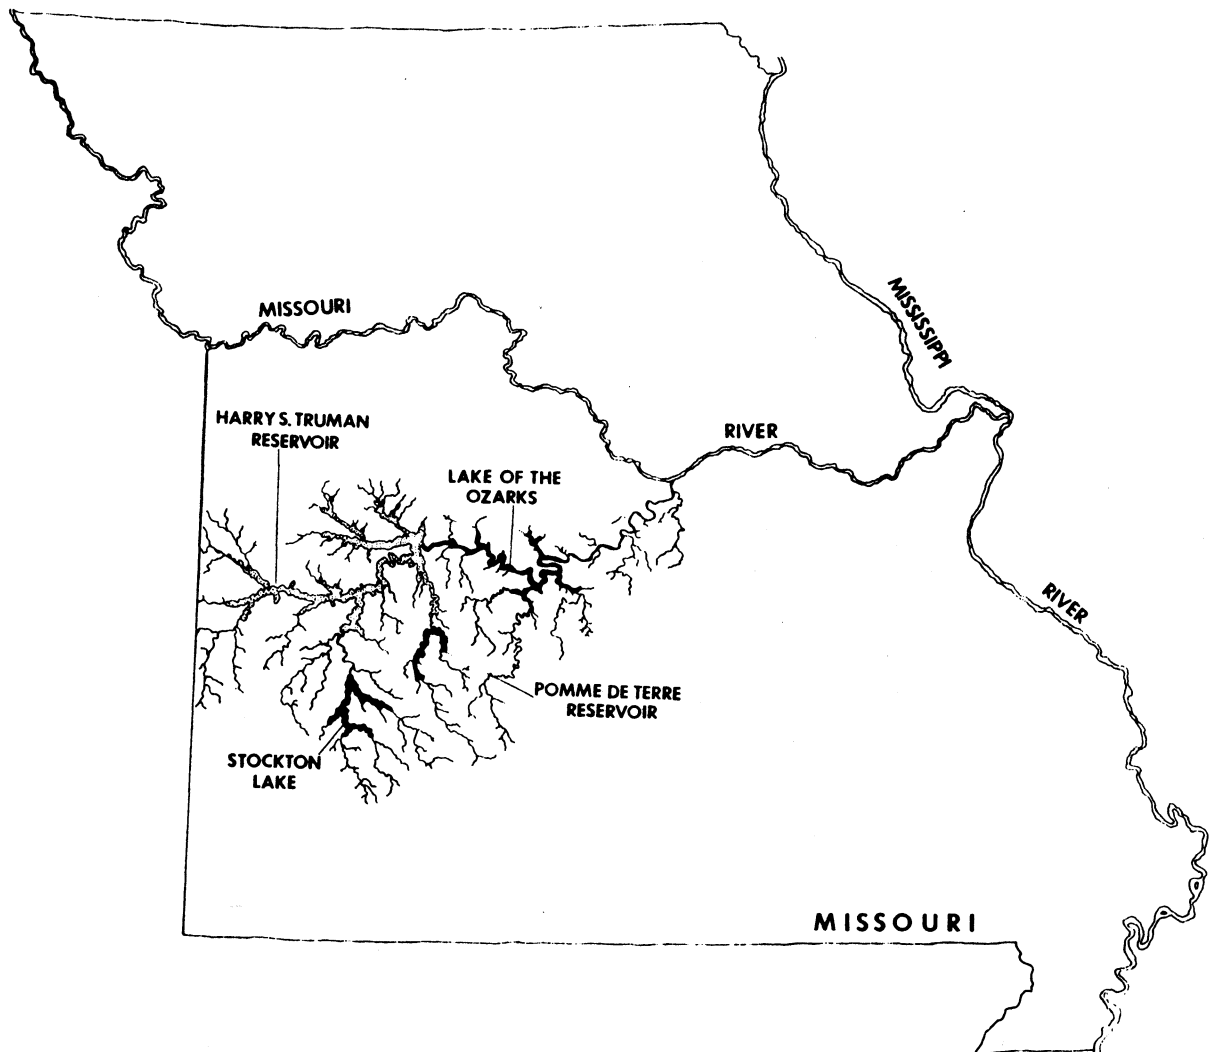 MISSOURI
MISSISSIPPI
HARRY S. TRUMAN
RESERVOIR
RIVER
LAKE OF THE
OZARKS
RIVER
POMME DE TERRE
RESERVOIR
STOCKTON
LAKE
MISSOURI